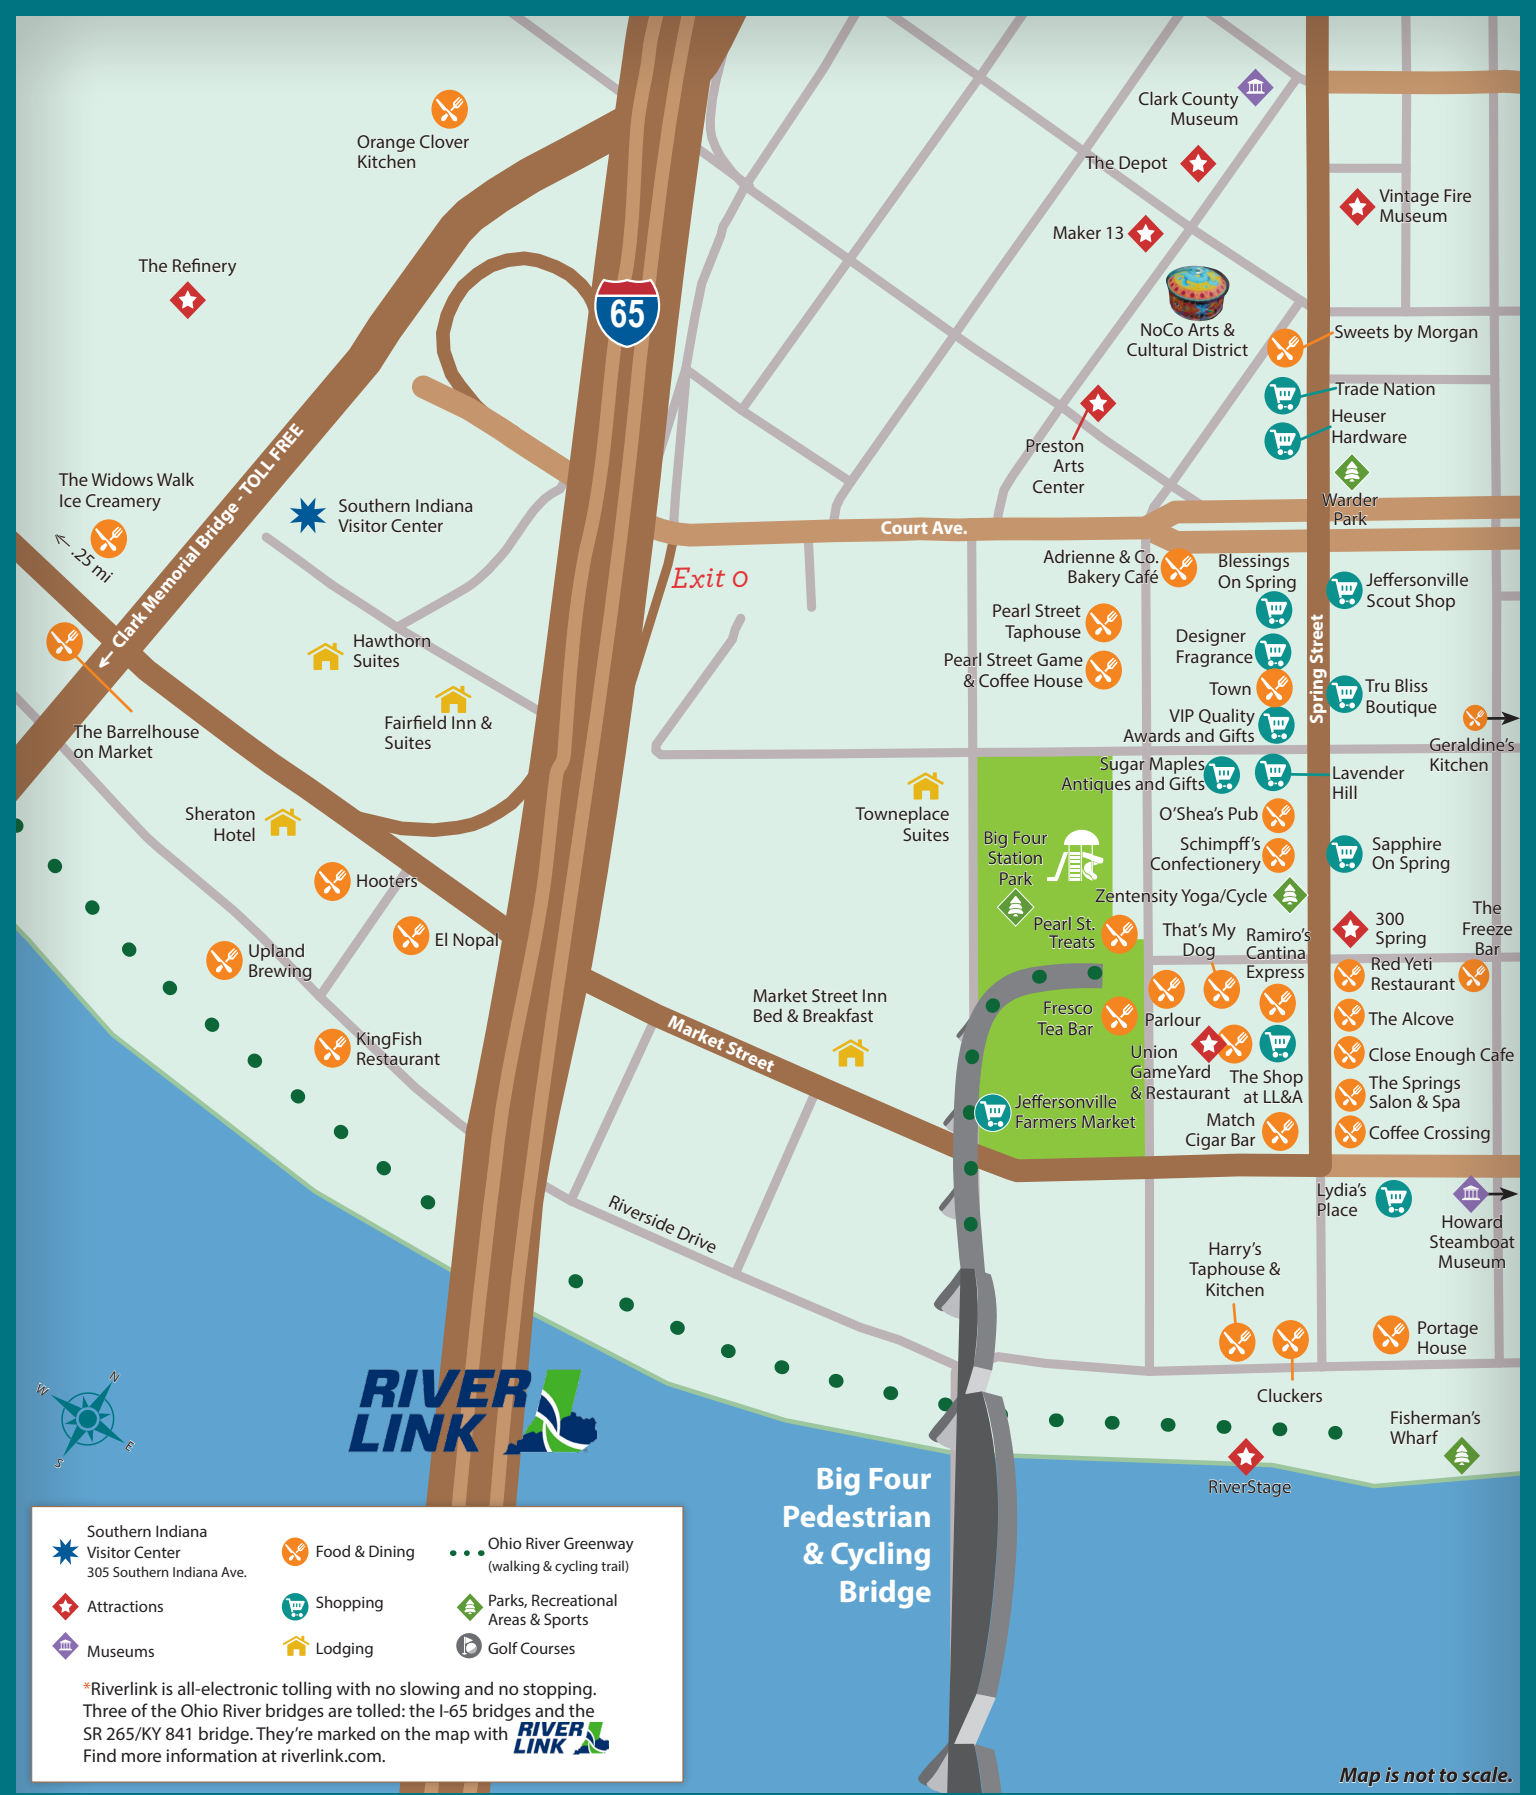 Orange Clover
Kitchen
The Refinery
65
Clark County
Museum
The Depot
Maker 13
Vintage Fire
Museum
NoCo Arts &
Cultural District
Sweets by Morgan
Trade Nation
Heuser
Hardware
Preston
Arts
Center
Warder
Park
The Widows Walk
Ice Creamery
.25 mi
Clark Memorial Bridge - TOLL FREE
Southern Indiana
Visitor Center
Court Ave.
Exit 0
Adrienne & Co.
Bakery Café
Blessings
On Spring
Jeffersonville
Scout Shop
Pearl Street
Taphouse
Pearl Street Game
& Coffee House
Designer
Fragrance
Town
Spring Street
Tru Bliss
Boutique
VIP Quality
Awards and Gifts
Geraldine's
Kitchen
Hawthorn
Suites
Fairfield Inn &
Suites
The Barrelhouse
on Market
Sugar Maples
Antiques and Gifts
Lavender
Hill
Towneplace
Suites
O'Shea's Pub
Schimpff's
Confectionery
Sapphire
On Spring
Sheraton
Hotel
Big Four
Station
Park
Zentensity Yoga/Cycle
Hooters
El Nopal
Pearl St.
Treats
That's My
Dog
Ramiro's
Cantina
Express
300
Spring
The
Freeze
Bar
Red Yeti
Restaurant
Upland
Brewing
Market Street Inn
Bed & Breakfast
Fresco
Tea Bar
Parlour
The Alcove
KingFish
Restaurant
Market Street
Union
GameYard
& Restaurant
The Shop
at LL&A
Close Enough Cafe
The Springs
Salon & Spa
Jeffersonville
Farmers Market
Match
Cigar Bar
Coffee Crossing
Lydia's
Place
Howard
Steamboat
Museum
Riverside Drive
Harry's
Taphouse &
Kitchen
Portage
House
Cluckers
Fisherman's
Wharf
RiverStage
N
W
E
S
RIVER
LINK
Big Four
Pedestrian
& Cycling
Bridge
Southern Indiana
Visitor Center
305 Southern Indiana Ave.
Food & Dining
Ohio River Greenway
(walking & cycling trail)
Attractions
Shopping
Parks, Recreational
Areas & Sports
Museums
Lodging
Golf Courses
*Riverlink is all-electronic tolling with no slowing and no stopping.
Three of the Ohio River bridges are tolled: the I-65 bridges and the
SR 265/KY 841 bridge. They're marked on the map with RIVER LINK
Find more information at riverlink.com.
Map is not to scale.